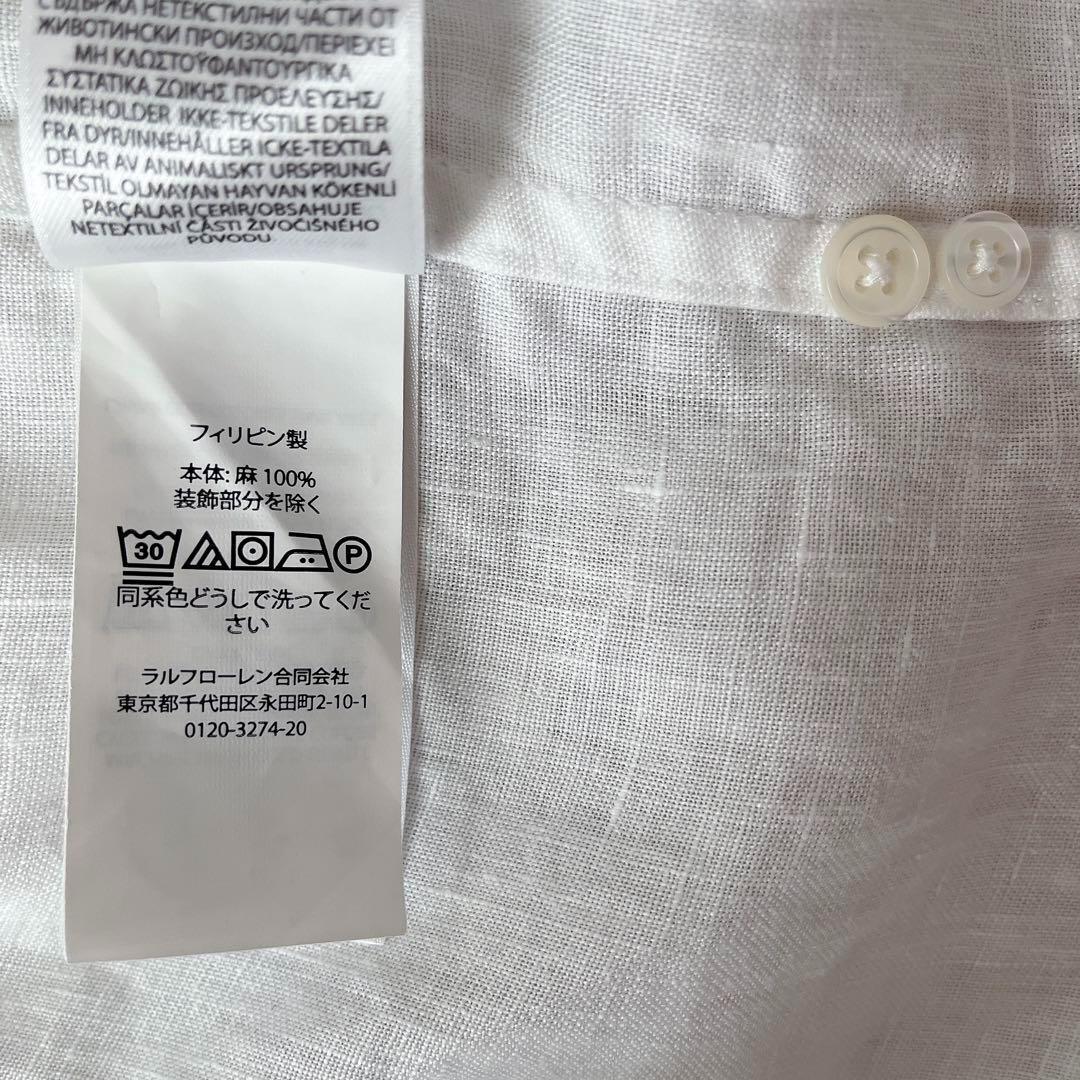 СЪДЪРЖА НЕТЕКСТИЛНИ ЧАСТИ ОТ
ЖИВОТИНСКИ ПРОИЗХОД/ΠΕΡΙΕΧΕΙ
ΜΗ ΚΛΩΣΤΟΫΦΑΝΤΟΥΡΓΙΚΑ
ΣΥΣΤΑΤΙΚΑ ΖΩΙΚΗΣ ΠΡΟΕΛΕΥΣΗΣ/
INNEHOLDER IKKE-TEKSTILE DELER
FRA DYR/INNEHÅLLER ICKE-TEXTILA
DELAR AV ANIMALISKT URSPRUNG/
TEKSTİL OLMAYAN HAYVAN KÖKENLİ
PARÇALAR İÇERİR/OBSAHUJE
NETEXTILNÍ ČÁSTI ŽIVOČIŠNÉHO
PŮVODU
フィリピン製
本体: 麻 100%
装飾部分を除く
30 P
同系色どうしで洗ってくだ
さい
ラルフローレン合同会社
東京都千代田区永田町2-10-1
0120-3274-20